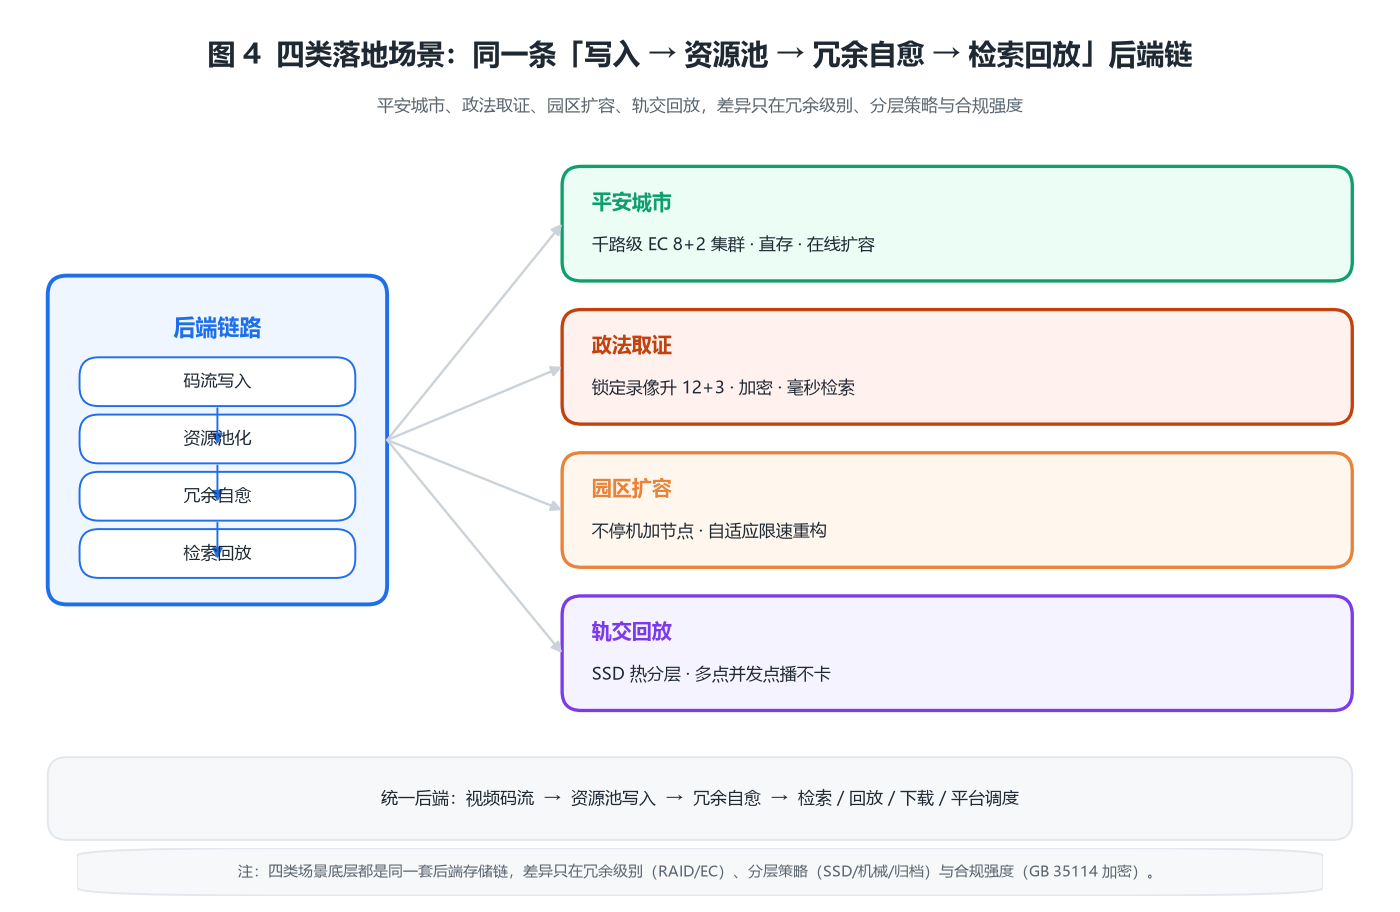 图 4 四类落地场景：同一条「写入 → 资源池 → 冗余自愈 → 检索回放」后端链
平安城市、政法取证、园区扩容、轨交回放，差异只在冗余级别、分层策略与合规强度
后端链路
码流写入
资源池化
冗余自愈
检索回放
平安城市
千路级 EC 8+2 集群 · 直存 · 在线扩容
政法取证
锁定录像升 12+3 · 加密 · 毫秒检索
园区扩容
不停机加节点 · 自适应限速重构
轨交回放
SSD 热分层 · 多点并发点播不卡
统一后端：视频码流 → 资源池写入 → 冗余自愈 → 检索 / 回放 / 下载 / 平台调度
注：四类场景底层都是同一套后端存储链，差异只在冗余级别（RAID/EC）、分层策略（SSD/机械/归档）与合规强度（GB 35114 加密）。